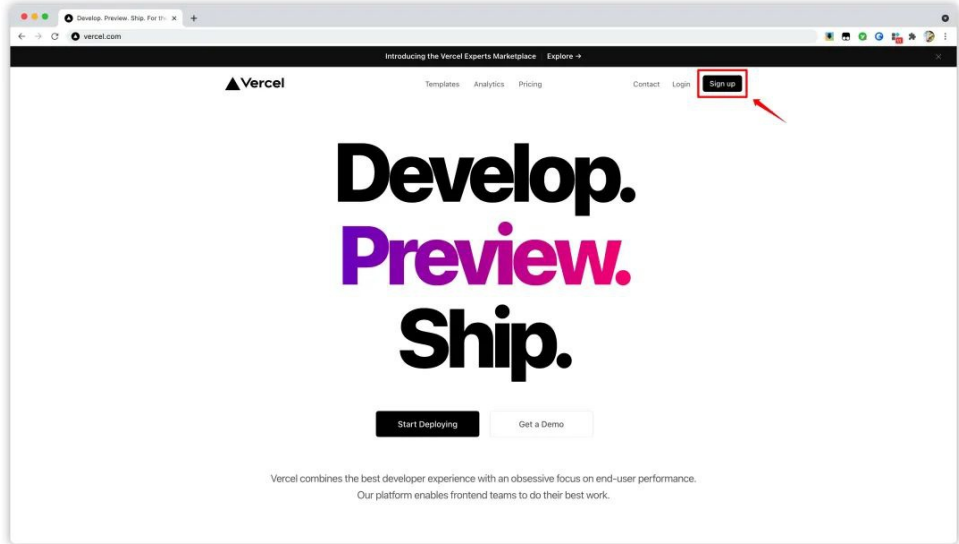 Develop. Preview. Ship. For the
vercel.com
Introducing the Vercel Experts Marketplace Explore →
Vercel Templates Analytics Pricing Contact Login Sign up
Develop.
Preview.
Ship.
Start Deploying Get a Demo
Vercel combines the best developer experience with an obsessive focus on end-user performance.
Our platform enables frontend teams to do their best work.